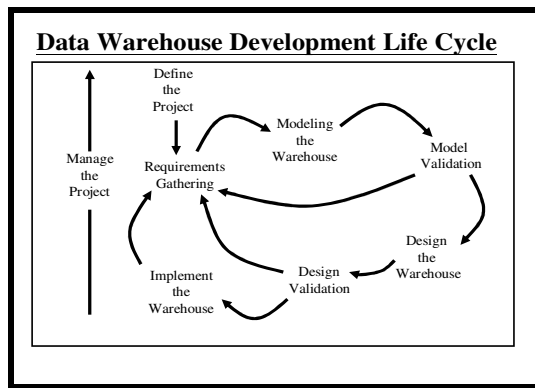 Data Warehouse Development Life Cycle
Define
the
Project
Modeling
the
Warehouse
Model
Validation
Manage
the
Project
Requirements
Gathering
Design
the
Warehouse
Design
Validation
Implement
the
Warehouse